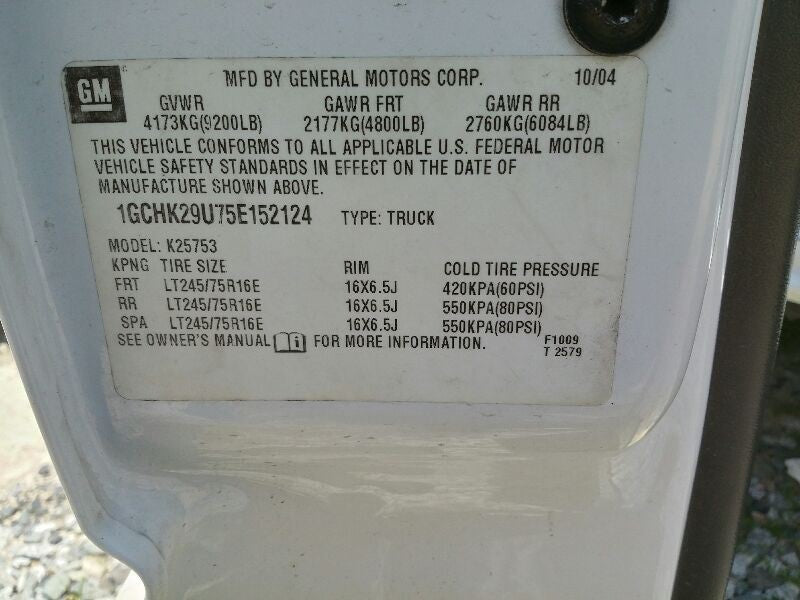 GM MFD BY GENERAL MOTORS CORP. 10/04
GVWR GAWR FRT GAWR RR
4173KG(9200LB) 2177KG(4800LB) 2760KG(6084LB)
THIS VEHICLE CONFORMS TO ALL APPLICABLE U.S. FEDERAL MOTOR
VEHICLE SAFETY STANDARDS IN EFFECT ON THE DATE OF
MANUFACTURE SHOWN ABOVE.
1GCHK29U75E152124 TYPE: TRUCK
MODEL: K25753
KPNG TIRE SIZE RIM COLD TIRE PRESSURE
FRT LT245/75R16E 16X6.5J 420KPA(60PSI)
RR LT245/75R16E 16X6.5J 550KPA(80PSI)
SPA LT245/75R16E 16X6.5J 550KPA(80PSI)
SEE OWNER'S MANUAL i FOR MORE INFORMATION. F1009
T 2579